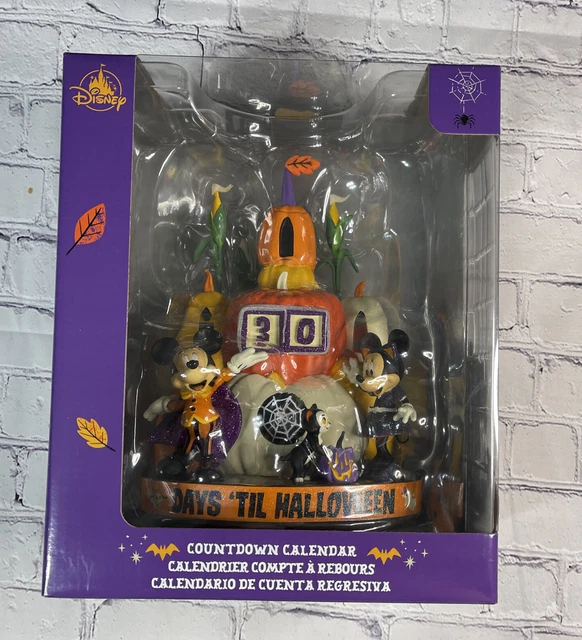 Disney
30
DAYS 'TIL HALLOWEEN
COUNTDOWN CALENDAR
CALENDRIER COMPTE À REBOURS
CALENDARIO DE CUENTA REGRESIVA